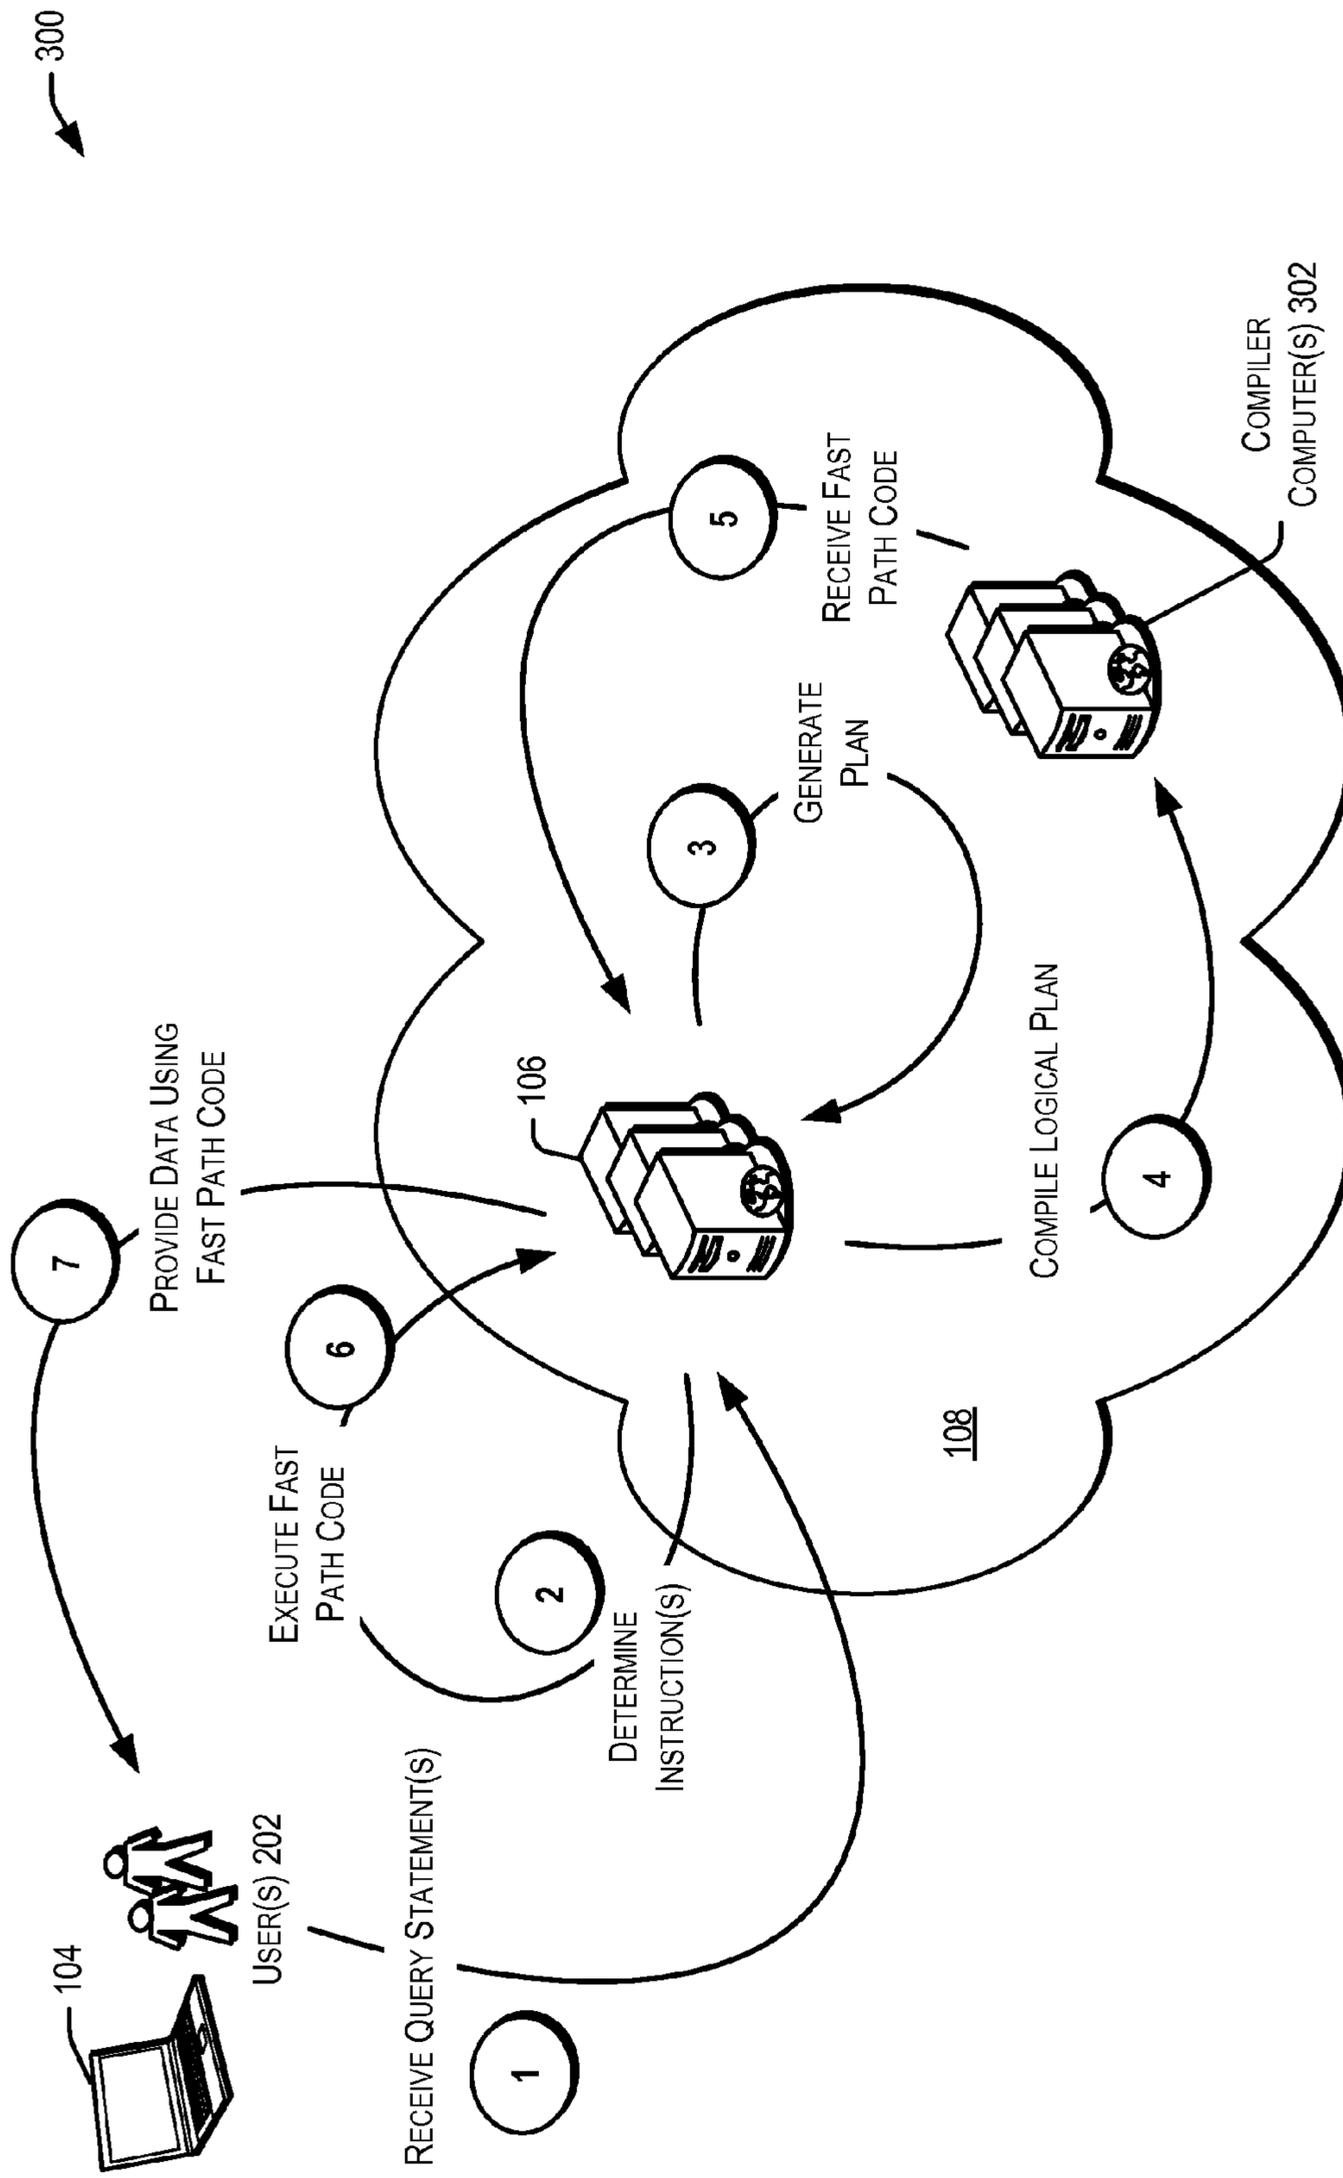 300
104
USER(S) 202
RECEIVE QUERY STATEMENT(S)
1
DETERMINE
INSTRUCTION(S)
2
EXECUTE FAST
PATH CODE
6
7
PROVIDE DATA USING
FAST PATH CODE
106
108
3
GENERATE
PLAN
COMPILE LOGICAL PLAN
4
5
RECEIVE FAST
PATH CODE
COMPILER
COMPUTER(S) 302